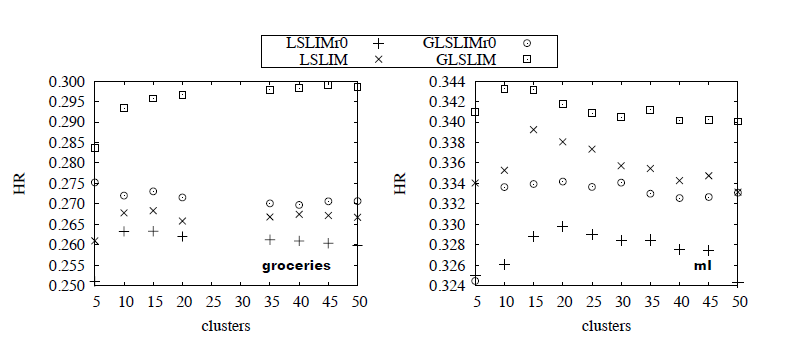 LSLIMr0 GLSLIMr0
LSLIM GLSLIM
0.300
0.295
0.290
0.285
0.280
0.275
0.270
0.265
0.260
0.255
0.250
HR
groceries
5 10 15 20 25 30 35 40 45 50
clusters
0.344
0.342
0.340
0.338
0.336
0.334
0.332
0.330
0.328
0.326
0.324
HR
ml
5 10 15 20 25 30 35 40 45 50
clusters